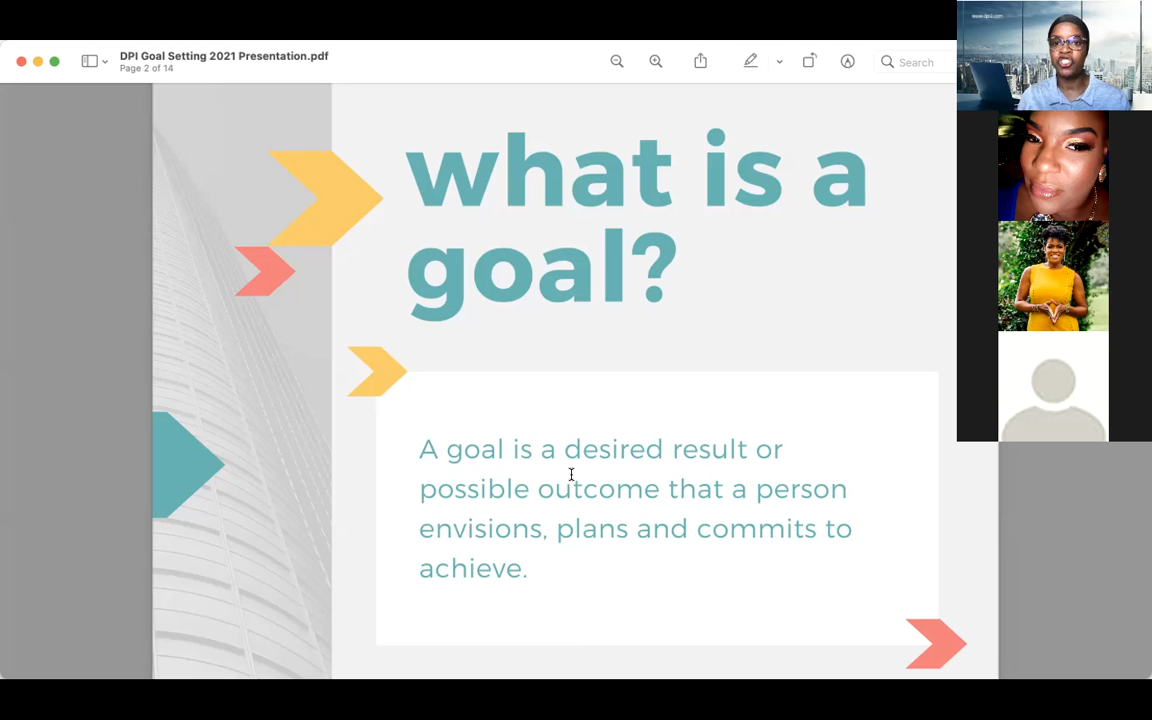 DPI Goal Setting 2021 Presentation.pdf
Page 2 of 14
Search
what is a
goal?
A goal is a desired result or
possible outcome that a person
envisions, plans and commits to
achieve.